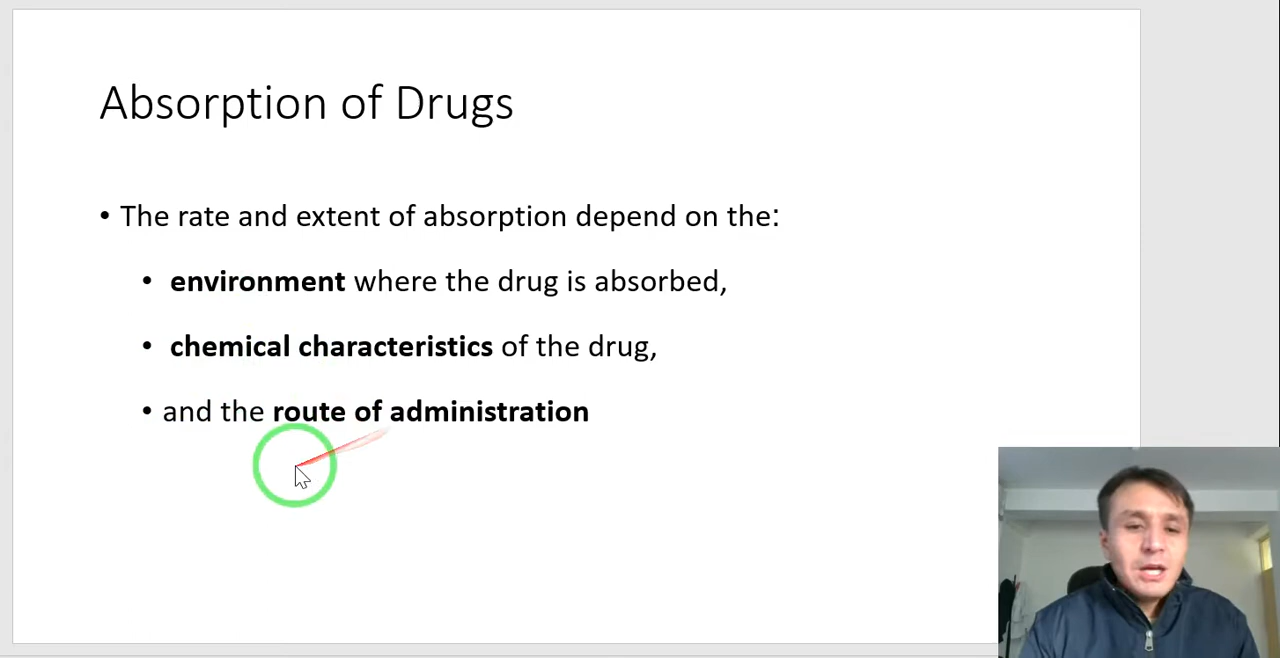 Absorption of Drugs
• The rate and extent of absorption depend on the:
• environment where the drug is absorbed,
• chemical characteristics of the drug,
• and the route of administration